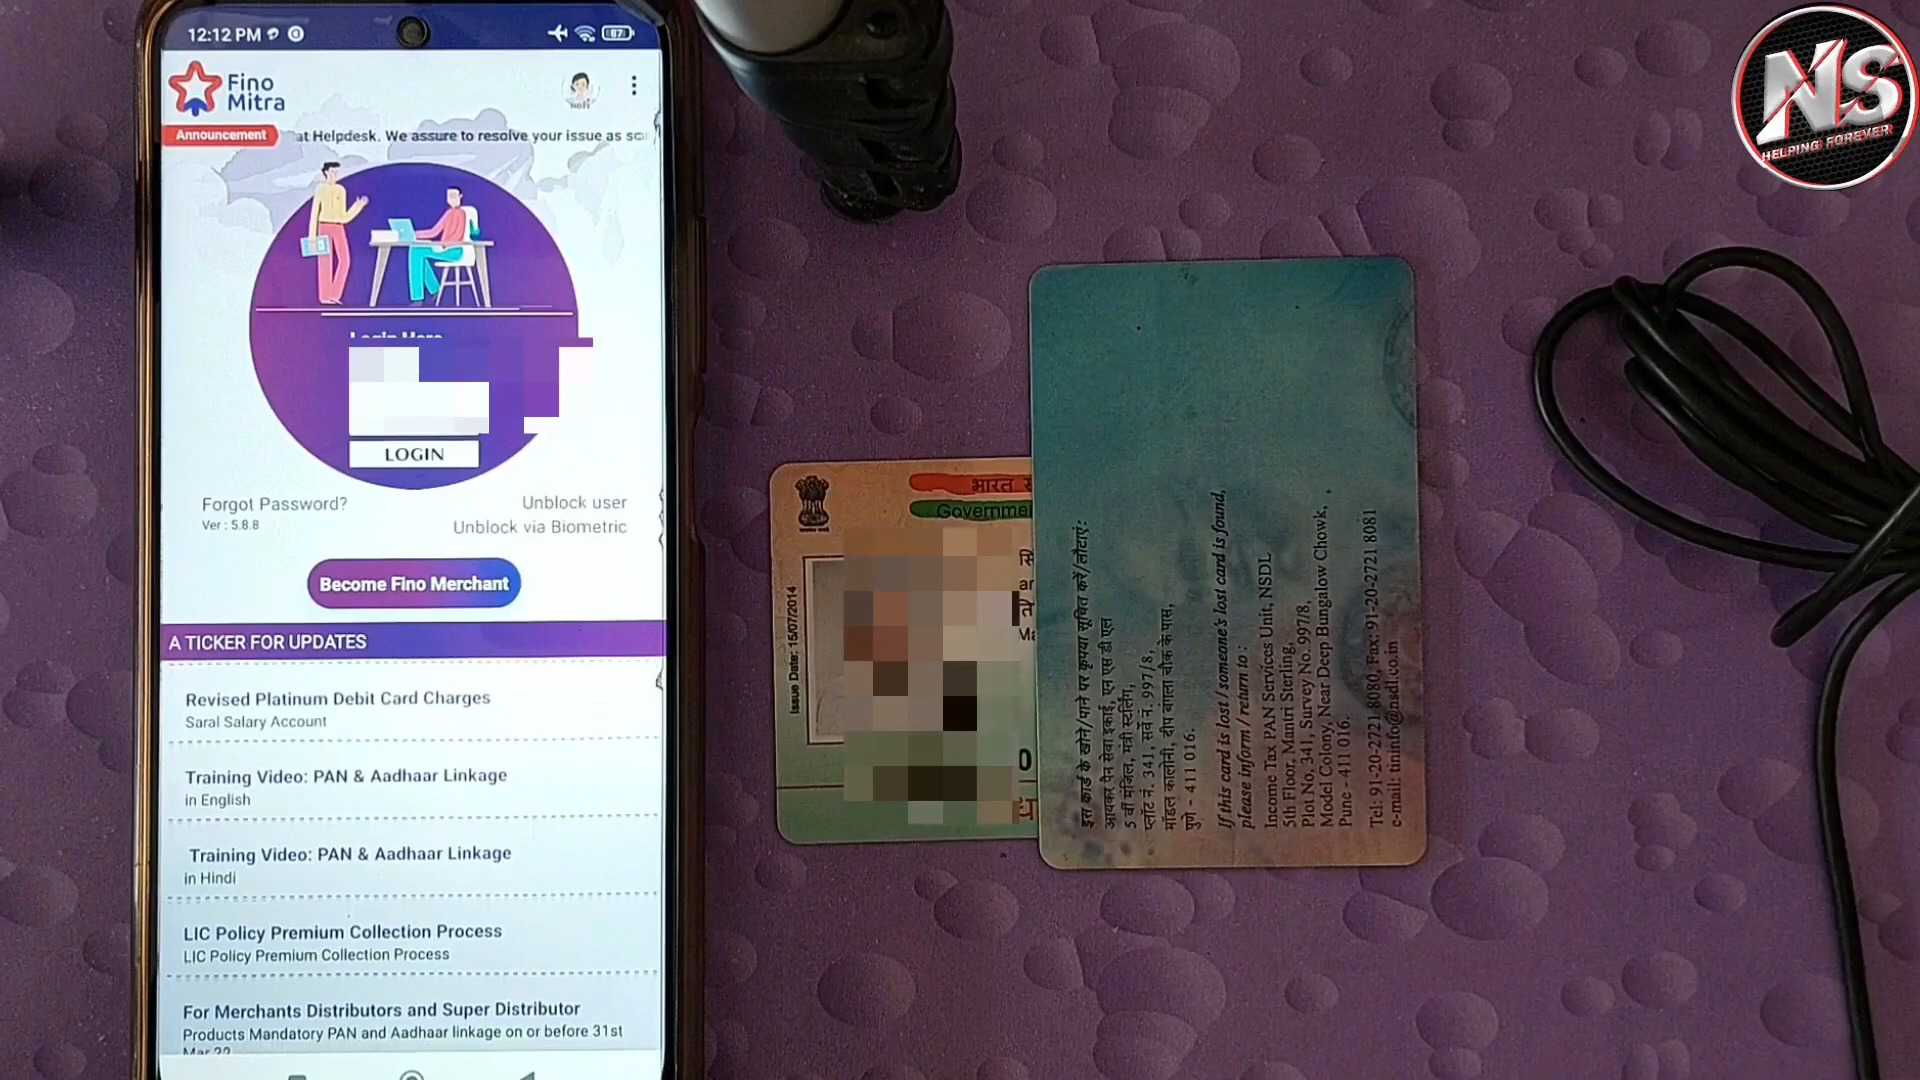 12:12 PM
87
Fino
Mitra
Announcement
at Helpdesk. We assure to resolve your issue as
LOGIN
Forgot Password?
Unblock user
Ver : 5.8.8
Unblock via Biometric
Become Fino Merchant
A TICKER FOR UPDATES
Revised Platinum Debit Card Charges
Saral Salary Account
Training Video: PAN & Aadhaar Linkage
in English
Training Video: PAN & Aadhaar Linkage
in Hindi
LIC Policy Premium Collection Process
LIC Policy Premium Collection Process
For Merchants Distributors and Super Distributor
Products Mandatory PAN and Aadhaar linkage on or before 31st
भारत
Issue Date: 15/07/2014
इस कार्ड के खोने/पाने पर कृपया सूचित करें/लौटाएं:
आयकर पैन सेवा इकाई, एन एस डी एल
5 वीं मंजिल, मंत्री स्टर्लिंग,
प्लॉट नं. 341, सर्वे नं. 997/8,
मॉडल कालोनी, दीप बंगला चौक के पास,
पुणे - 411 016.
If this card is lost / someone's lost card is found,
please inform / return to :
Income Tax PAN Services Unit, NSDL
5th Floor, Mantri Sterling,
Plot No. 341, Survey No. 997/8,
Model Colony, Near Deep Bungalow Chowk,
Pune - 411 016.
Tel: 91-20-2721 8080, Fax: 91-20-2721 8081
e-mail: tininfo@nsdl.co.in
NS
HELPING FOREVER